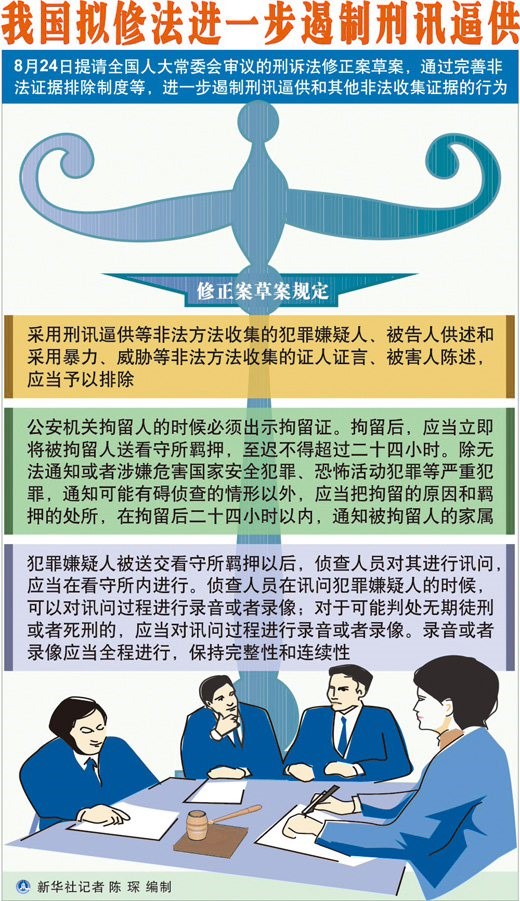 我国拟修法进一步遏制刑讯逼供
8月24日提请全国人大常委会审议的刑诉法修正案草案，通过完善非
法证据排除制度等，进一步遏制刑讯逼供和其他非法收集证据的行为
修正案草案规定
采用刑讯逼供等非法方法收集的犯罪嫌疑人、被告人供述和
采用暴力、威胁等非法方法收集的证人证言、被害人陈述，
应当予以排除
公安机关拘留人的时候必须出示拘留证。拘留后，应当立即
将被拘留人送看守所羁押，至迟不得超过二十四小时。除无
法通知或者涉嫌危害国家安全犯罪、恐怖活动犯罪等严重犯
罪，通知可能有碍侦查的情形以外，应当把拘留的原因和羁
押的处所，在拘留后二十四小时以内，通知被拘留人的家属
犯罪嫌疑人被送交看守所羁押以后，侦查人员对其进行讯问，
应当在看守所内进行。侦查人员在讯问犯罪嫌疑人的时候，
可以对讯问过程进行录音或者录像；对于可能判处无期徒刑
或者死刑的，应当对讯问过程进行录音或者录像。录音或者
录像应当全程进行，保持完整性和连续性
新华社记者 陈 琛 编制